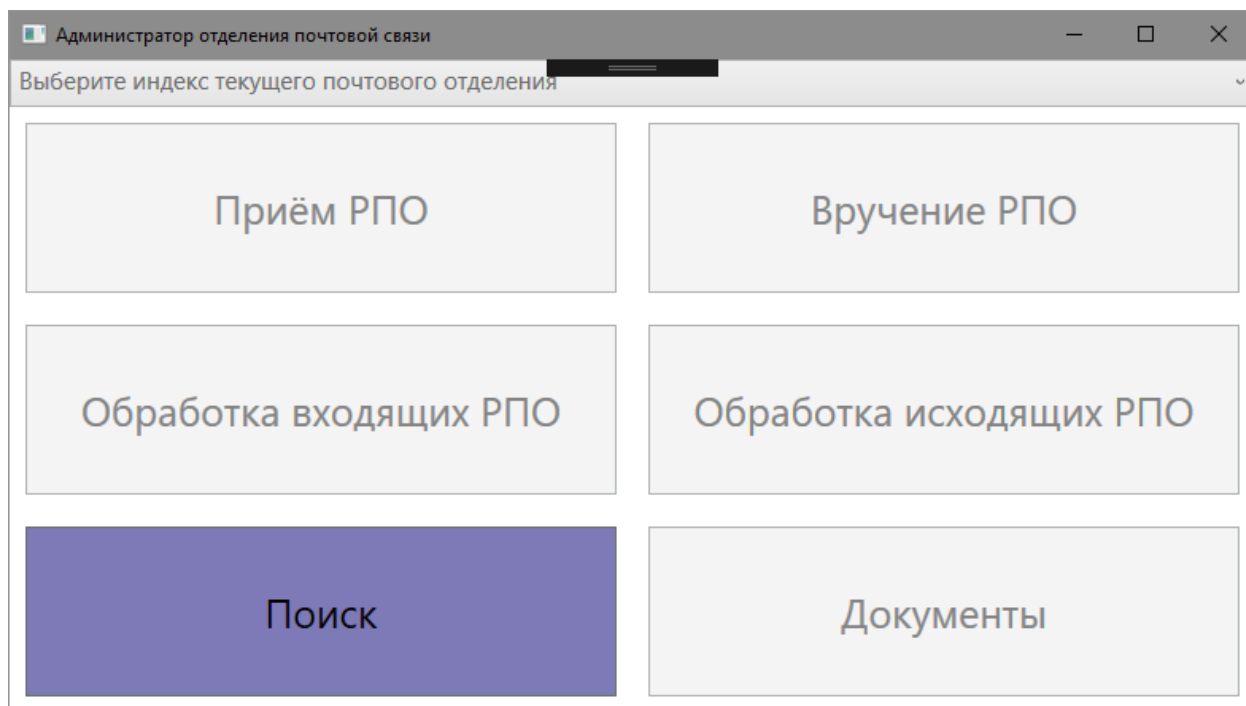 Администратор отделения почтовой связи
Выберите индекс текущего почтового отделения
Приём РПО
Вручение РПО
Обработка входящих РПО
Обработка исходящих РПО
Поиск
Документы